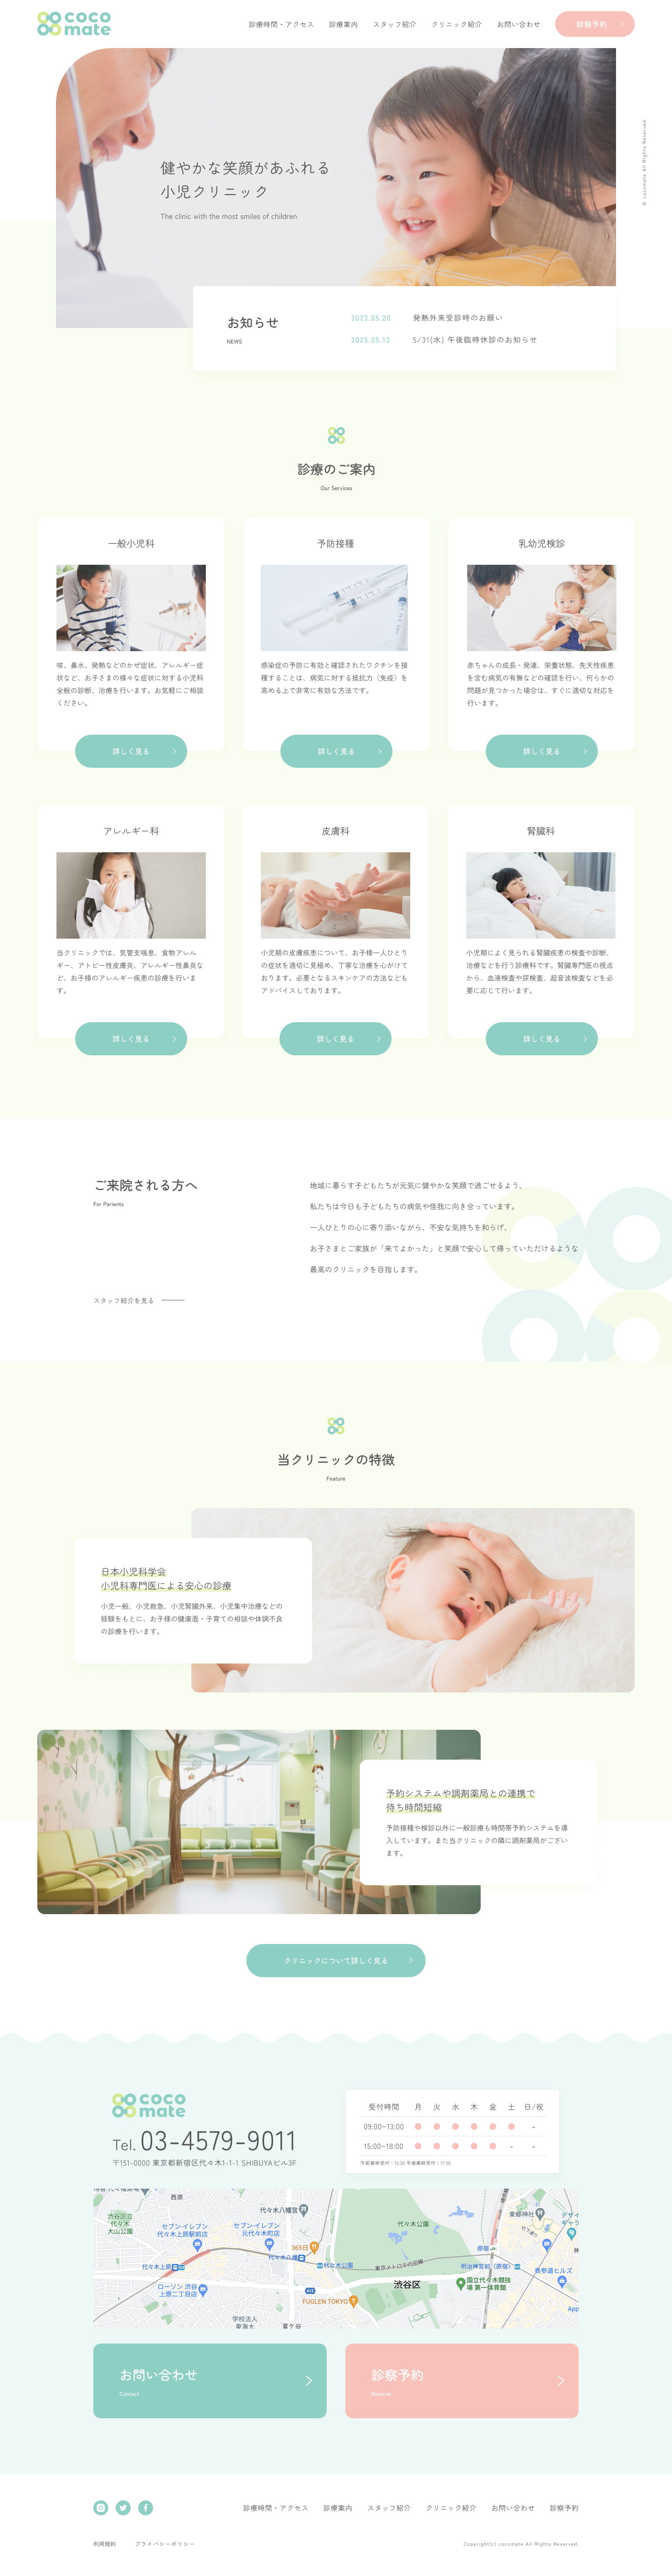 coco
mate
診療時間・アクセス 診療案内 スタッフ紹介 クリニック紹介 お問い合わせ 診察予約
© cocomate All Rights Reserved.
健やかな笑顔があふれる
小児クリニック
The clinic with the most smiles of children
お知らせ
NEWS
2023.05.20 発熱外来受診時のお願い
2023.05.13 5/31(水) 午後臨時休診のお知らせ
診療のご案内
Our Services
一般小児科
咳、鼻水、発熱などのかぜ症状、アレルギー症
状など、お子さまの様々な症状に対する小児科
全般の診断、治療を行います。お気軽にご相談
ください。
詳しく見る
予防接種
感染症の予防に有効と確認されたワクチンを接
種することは、病気に対する抵抗力（免疫）を
高める上で非常に有効な方法です。
詳しく見る
乳幼児検診
赤ちゃんの成長・発達、栄養状態、先天性疾患
を含む病気の有無などの確認を行い、何らかの
問題が見つかった場合は、すぐに適切な対応を
行います。
詳しく見る
アレルギー科
当クリニックでは、気管支喘息、食物アレル
ギー、アトピー性皮膚炎、アレルギー性鼻炎な
ど、お子様のアレルギー疾患の診療を行いま
す。
詳しく見る
皮膚科
小児期の皮膚疾患について、お子様一人ひとり
の症状を適切に見極め、丁寧な治療を心がけて
おります。必要となるスキンケアの方法なども
アドバイスしております。
詳しく見る
腎臓科
小児期によく見られる腎臓疾患の検査や診断、
治療などを行う診療科です。腎臓専門医の視点
から、血液検査や尿検査、超音波検査などを必
要に応じて行います。
詳しく見る
ご来院される方へ
For Parients
地域に暮らす子どもたちが元気に健やかな笑顔で過ごせるよう、
私たちは今日も子どもたちの病気や怪我に向き合っています。
一人ひとりの心に寄り添いながら、不安な気持ちを和らげ、
お子さまとご家族が「来てよかった」と笑顔で安心して帰っていただけるような
最高のクリニックを目指します。
スタッフ紹介を見る
当クリニックの特徴
Feature
日本小児科学会
小児科専門医による安心の診療
小児一般、小児救急、小児腎臓外来、小児集中治療などの
経験をもとに、お子様の健康面・子育ての相談や体調不良
の診療を行います。
予約システムや調剤薬局との連携で
待ち時間短縮
予防接種や検診以外に一般診療も時間帯予約システムを導
入しています。また当クリニックの隣に調剤薬局がござい
ます。
クリニックについて詳しく見る
coco
mate
Tel. 03-4579-9011
〒151-0000 東京都新宿区代々木1-1-1 SHIBUYAビル3F
受付時間 月 火 水 木 金 土 日/祝
09:00~13:00 ● ● ● ● ● ● -
15:00~18:00 ● ● ● ● ● - -
午前最終受付：12:30 午後最終受付：17:30
西原
渋谷区立
代々木
大山公園
セブン-イレブン
代々木上原駅前店
代々木上原
ローソン 渋谷
上原二丁目店
代々木八幡宮
セブン-イレブン
元代々木町店
365日
代々木八幡
代々木公園
FUGLEN TOKYO
学校法人
東海大
富ケ谷
代々木公園
東京メトロ千代田線
渋谷区
国立代々木競技
場 第一体育館
原宿
明治神宮前〈原宿〉
東郷神社
竹下通り
デザイ
ギャラ
表参道ヒルズ
App
お問い合わせ
Contact
診察予約
Reserve
診療時間・アクセス 診療案内 スタッフ紹介 クリニック紹介 お問い合わせ 診察予約
利用規約 プライバシーポリシー
Copyright(c) cocomate All Rights Reserved.